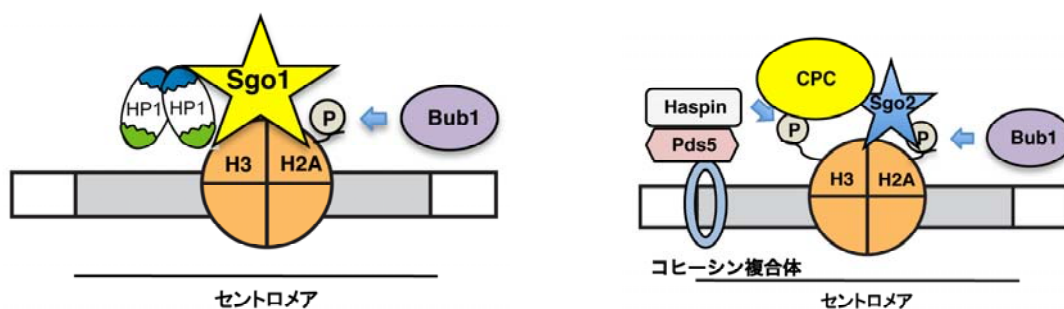 Sgo1
HP1
HP1
P
Bub1
H3
H2A
セントロメア
CPC
Haspin
Sgo2
P
P
Pds5
Bub1
H3
H2A
コヒーシン複合体
セントロメア